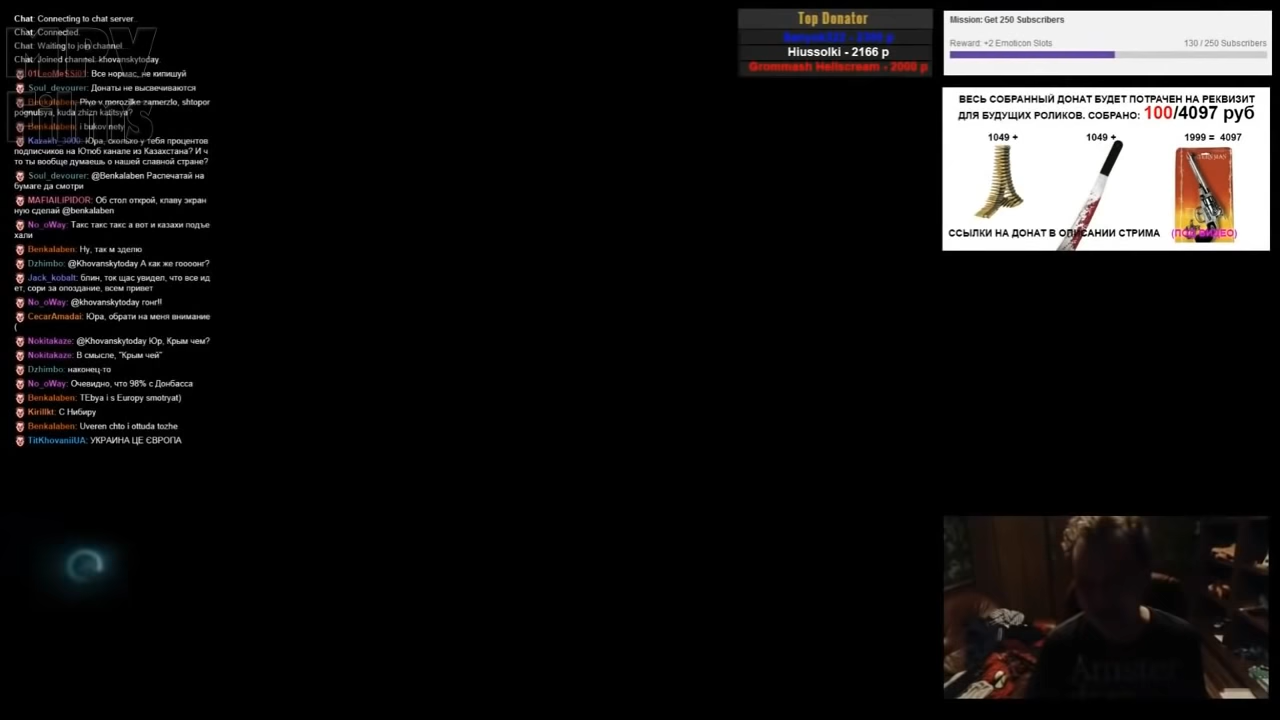 Chat: Connecting to chat server
Chat: Connected.
Chat: Waiting to join channel...
Chat: Joined channel: khovanskytoday
Все нормас, не кипишуй
Soul_devourer: Донаты не высвечиваются
Benkalaben: Pivo v morozilke zamerzlo, shtopor
pognulsya, kuda zhizn katitsya?
Benkalaben: i bukov nety
Kazakh_3000: Юра, сколько у тебя процентов
подписчиков на Ютюб канале из Казахстана? И ч
то ты вообще думаешь о нашей славной стране?
Soul_devourer: @Benkalaben Распечатай на
бумаге да смотри
MAFIAILIPIDOR: Об стол открой, клаву экран
ную сделай @benkalaben
No_oWay: Такс такс такс а вот и казахи подъе
хали
Benkalaben: Ну, так м зделю
Dzhimbo: @Khovanskytoday А как же гоооонг?
Jack_kobalt: блин, ток щас увидел, что все ид
ет, сори за опоздание, всем привет
No_oWay: @khovanskytoday гонг!!
CecarAmadai: Юра, обрати на меня внимание
(
Nokitakaze: @Khovanskytoday Юр, Крым чем?
Nokitakaze: В смысле, "Крым чей"
Dzhimbo: наконец-то
No_oWay: Очевидно, что 98% с Донбасса
Benkalaben: TEbya i s Europy smotryat)
Kirillkt: С Нибиру
Benkalaben: Uveren chto i ottuda tozhe
TitKhovaniiUA: УКРАИНА ЦЕ ЄВРОПА
Films
Top Donator
Hiussolki - 2166 р
Grommash Hellscream - 2000 р
Mission: Get 250 Subscribers
Reward: +2 Emoticon Slots 130 / 250 Subscribers
ВЕСЬ СОБРАННЫЙ ДОНАТ БУДЕТ ПОТРАЧЕН НА РЕКВИЗИТ
ДЛЯ БУДУЩИХ РОЛИКОВ. СОБРАНО: 100/4097 руб
1049 + 1049 + 1999 = 4097
ССЫЛКИ НА ДОНАТ В ОПИСАНИИ СТРИМА (ПОД ВИДЕО)
Amster